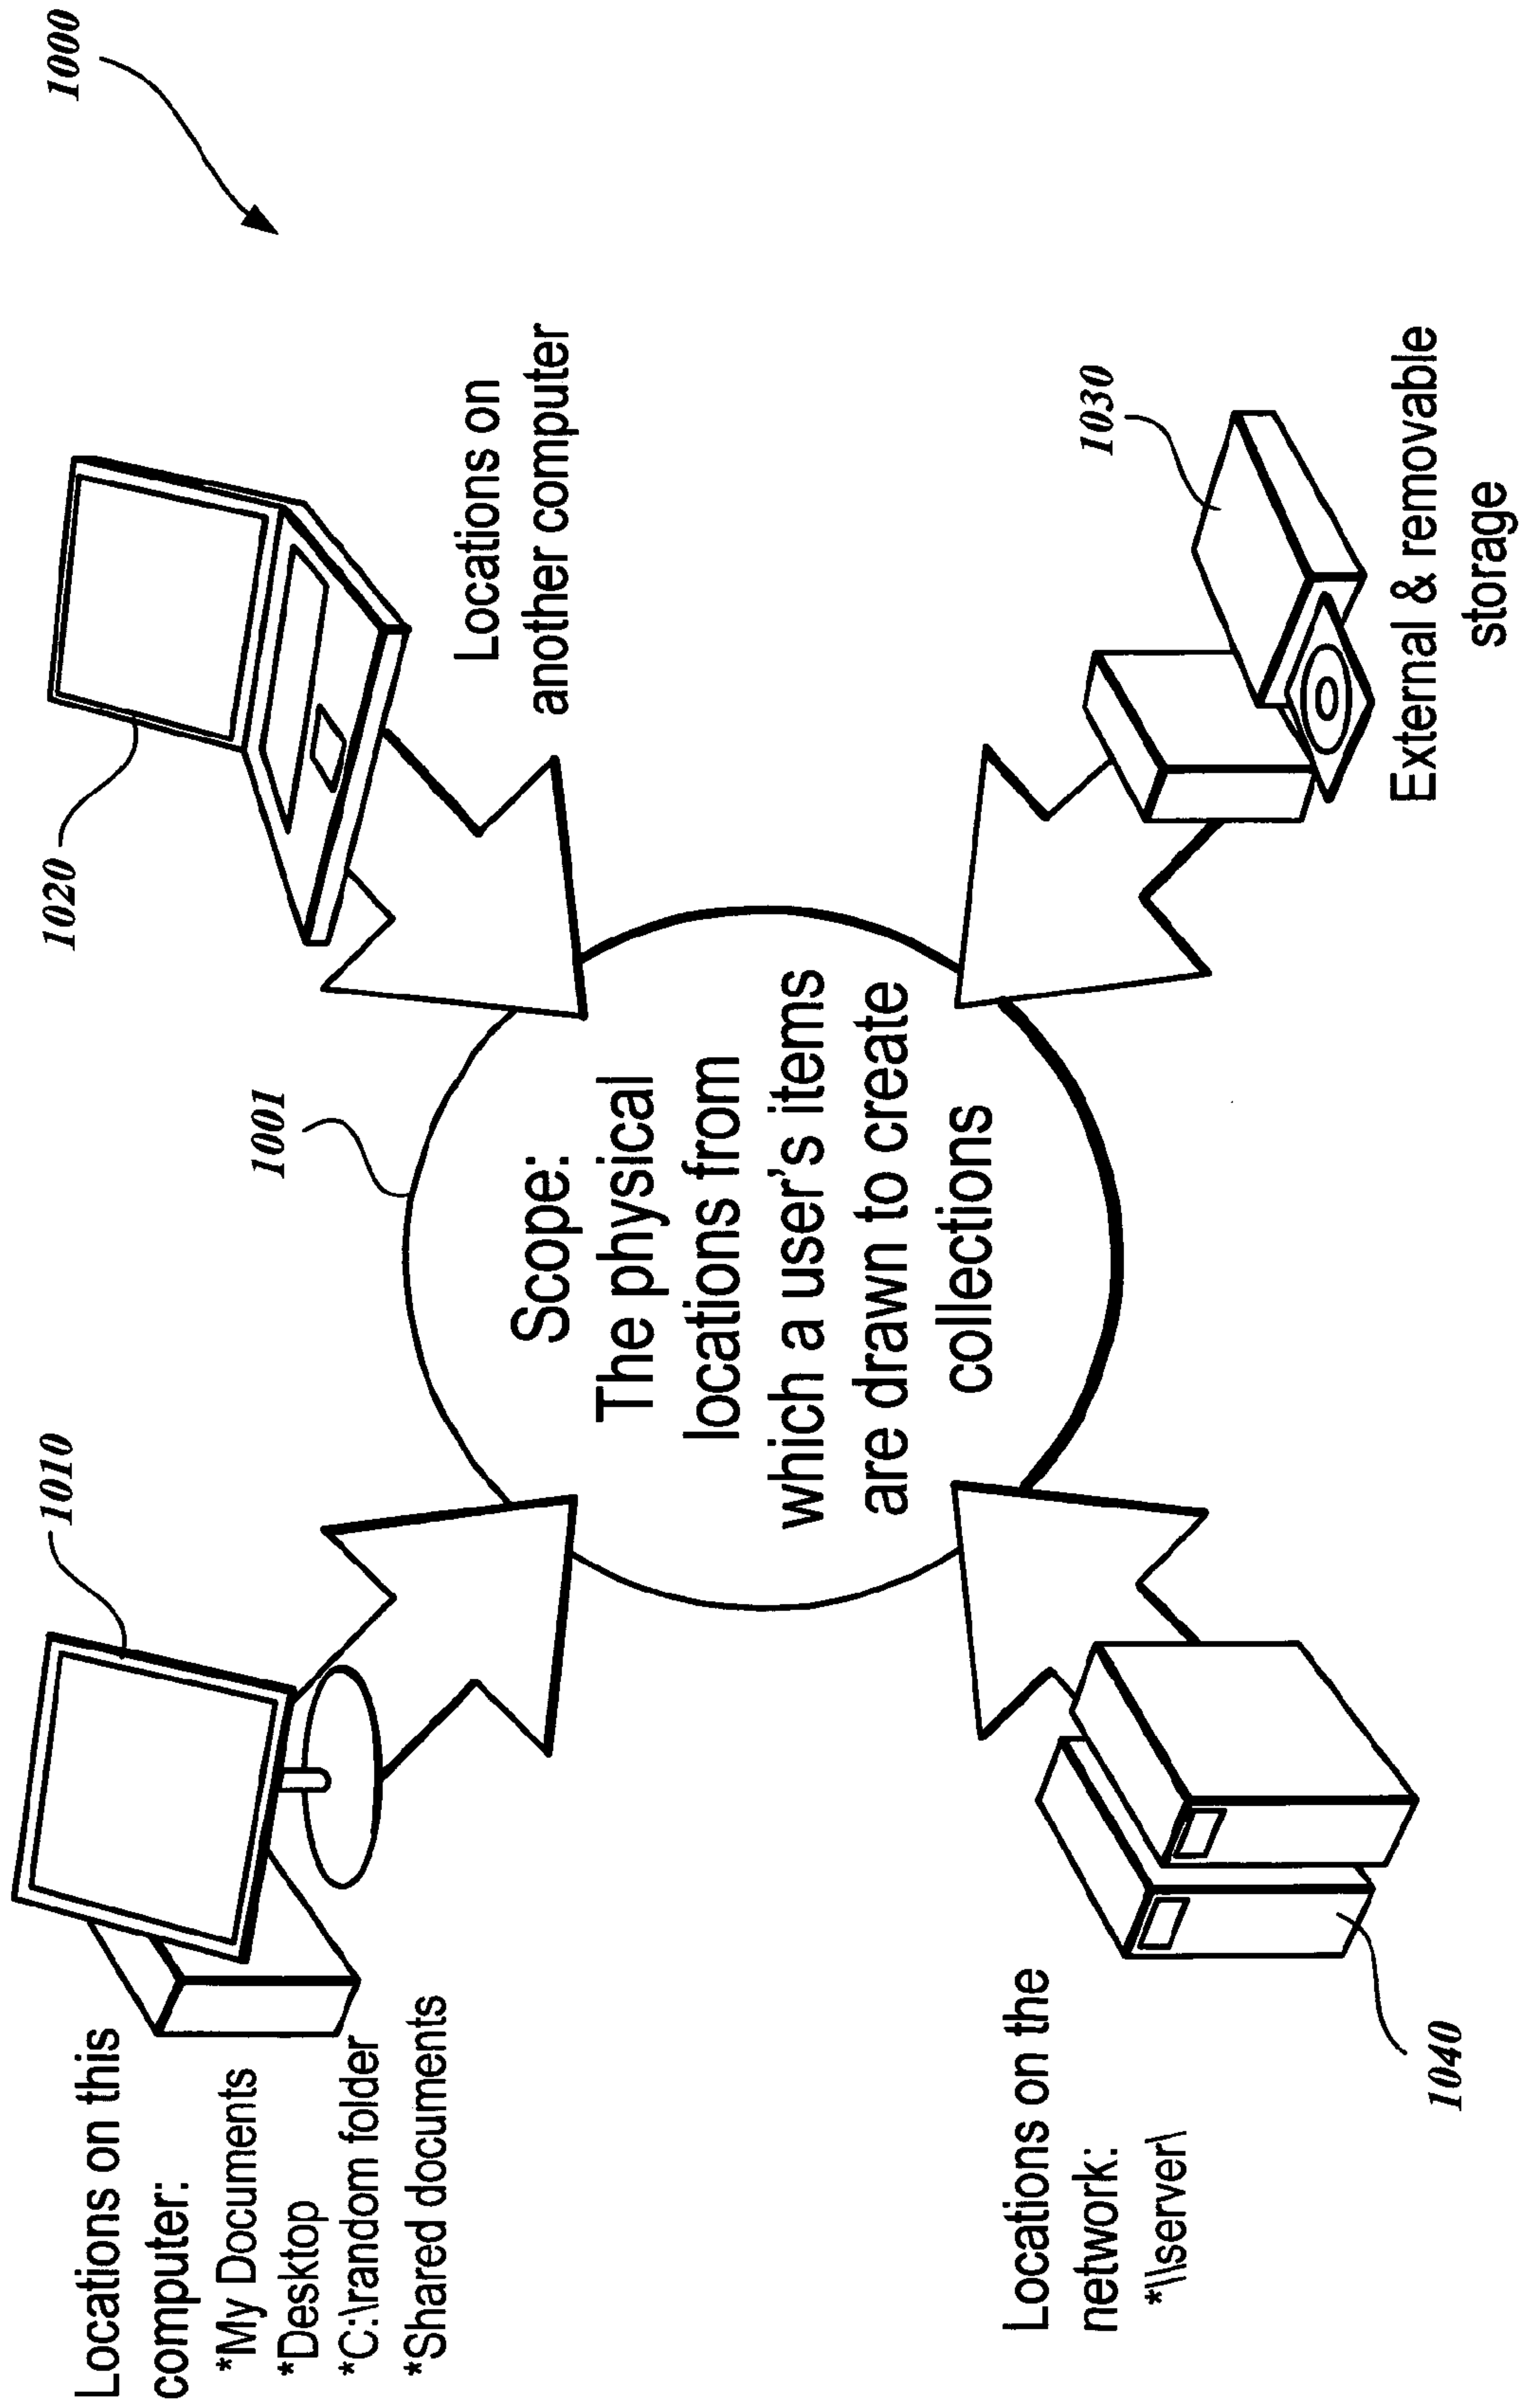 1000
1010
1020
Locations on this
computer:
*My Documents
*Desktop
*C:\random folder
*Shared documents
Locations on
another computer
1001
Scope:
The physical
locations from
which a user's items
are drawn to create
collections
Locations on the
network:
*\\server\
1040
1030
External & removable
storage